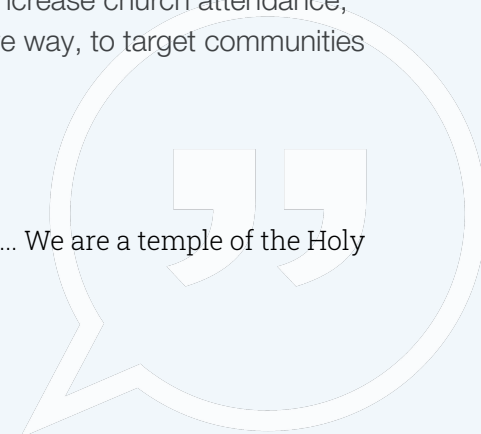 ncrease church attendance,
e way, to target communities
... We are a temple of the Holy